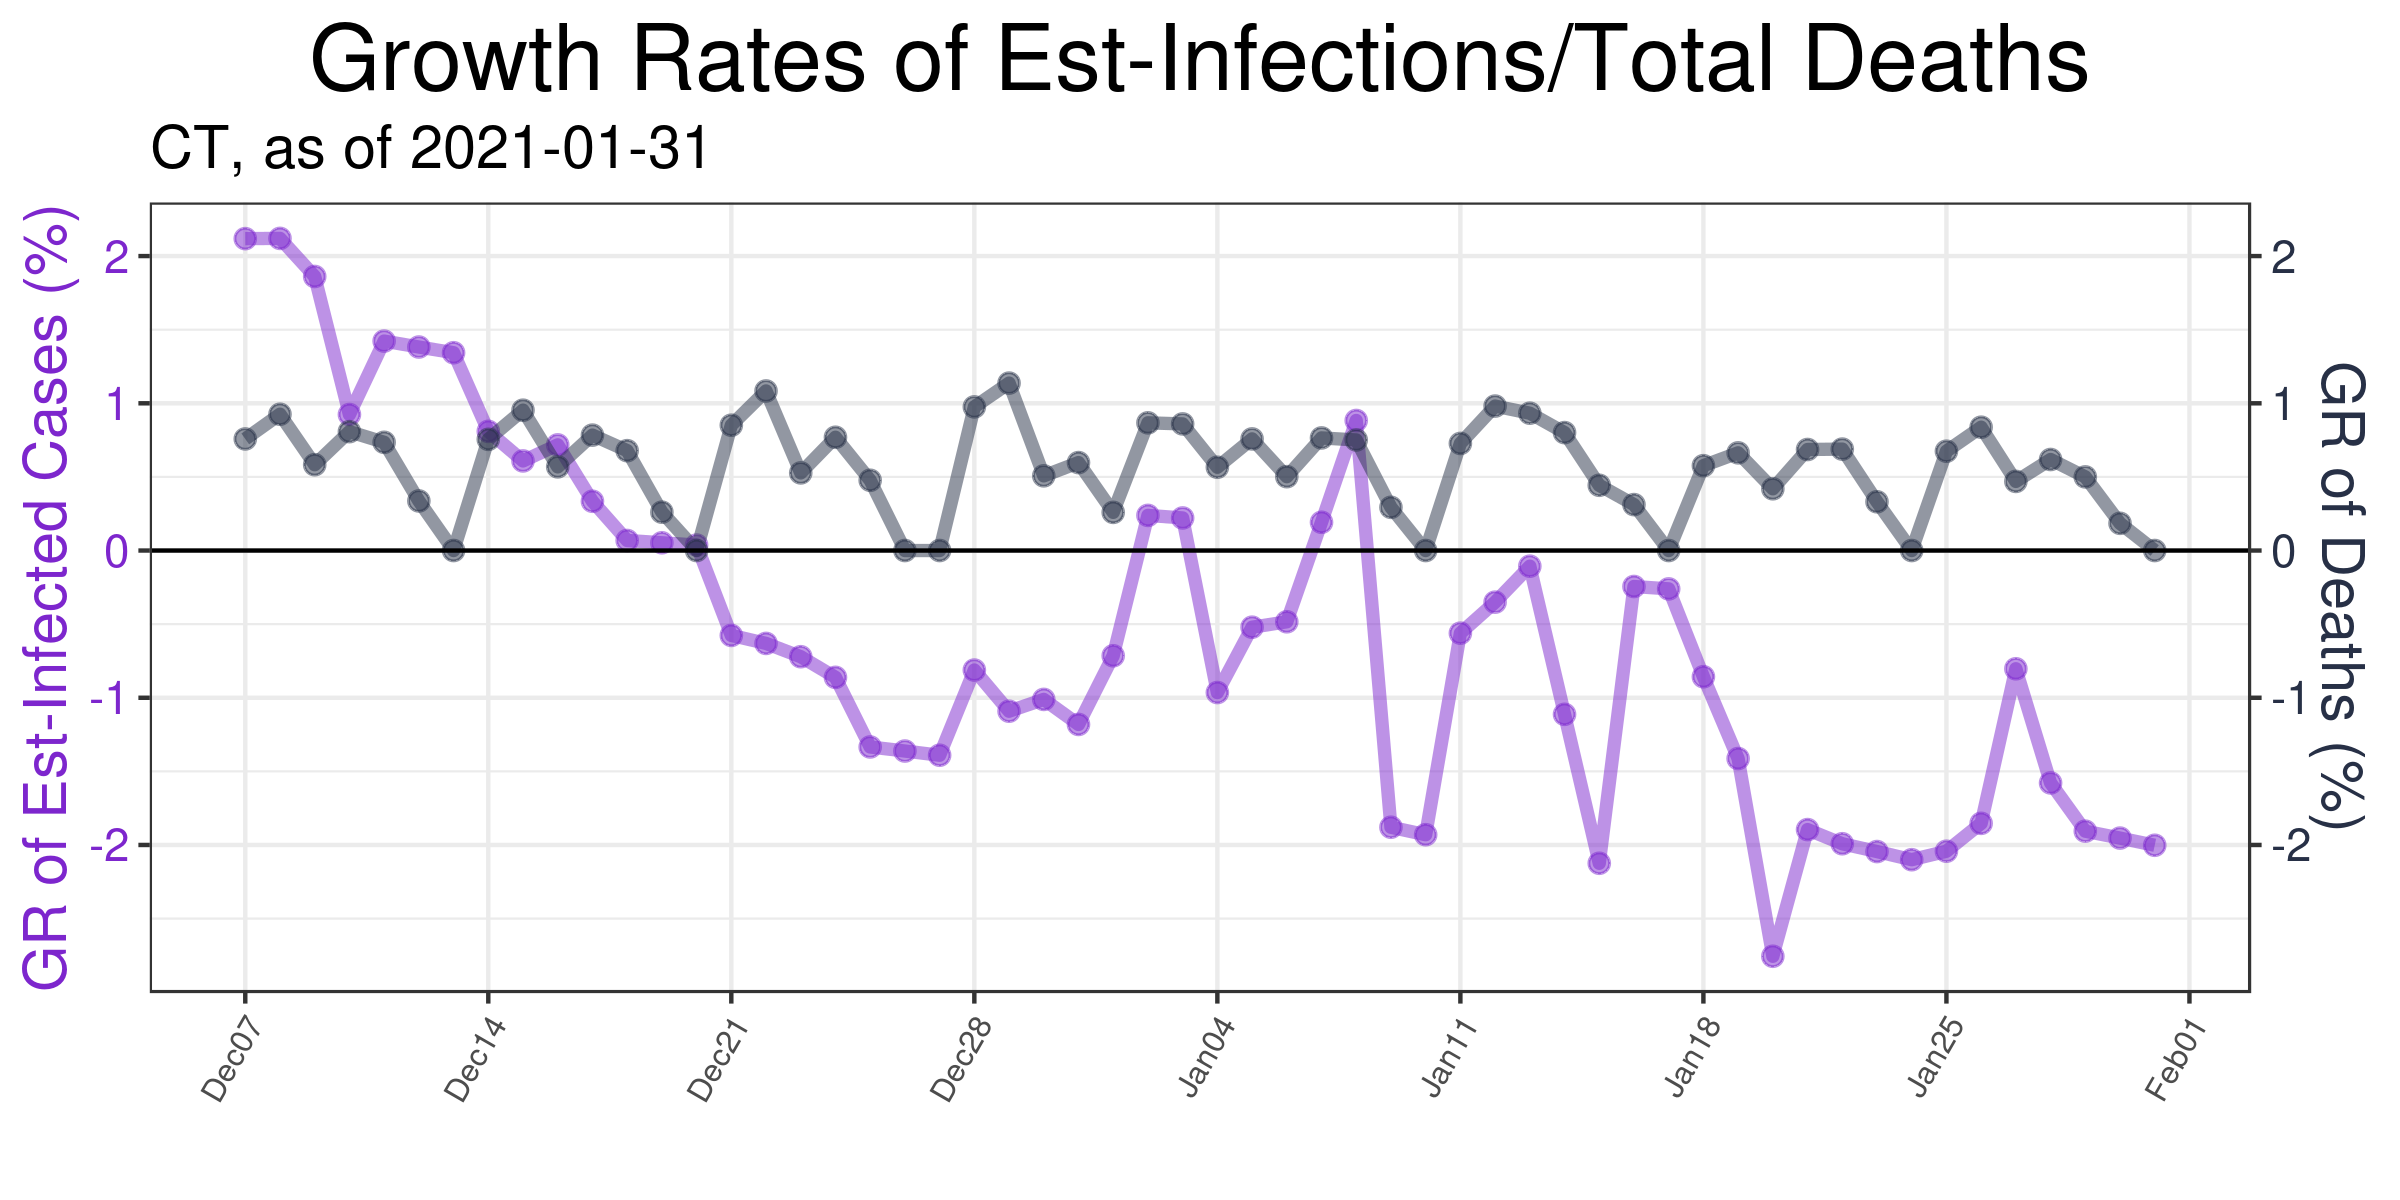 Growth Rates of Est-Infections/Total Deaths
CT, as of 2021-01-31
GR of Est-Infected Cases (%)
2
1
0
-1
-2
2
1
0
-1
-2
GR of Deaths (%)
Dec07
Dec14
Dec21
Dec28
Jan04
Jan11
Jan18
Jan25
Feb01